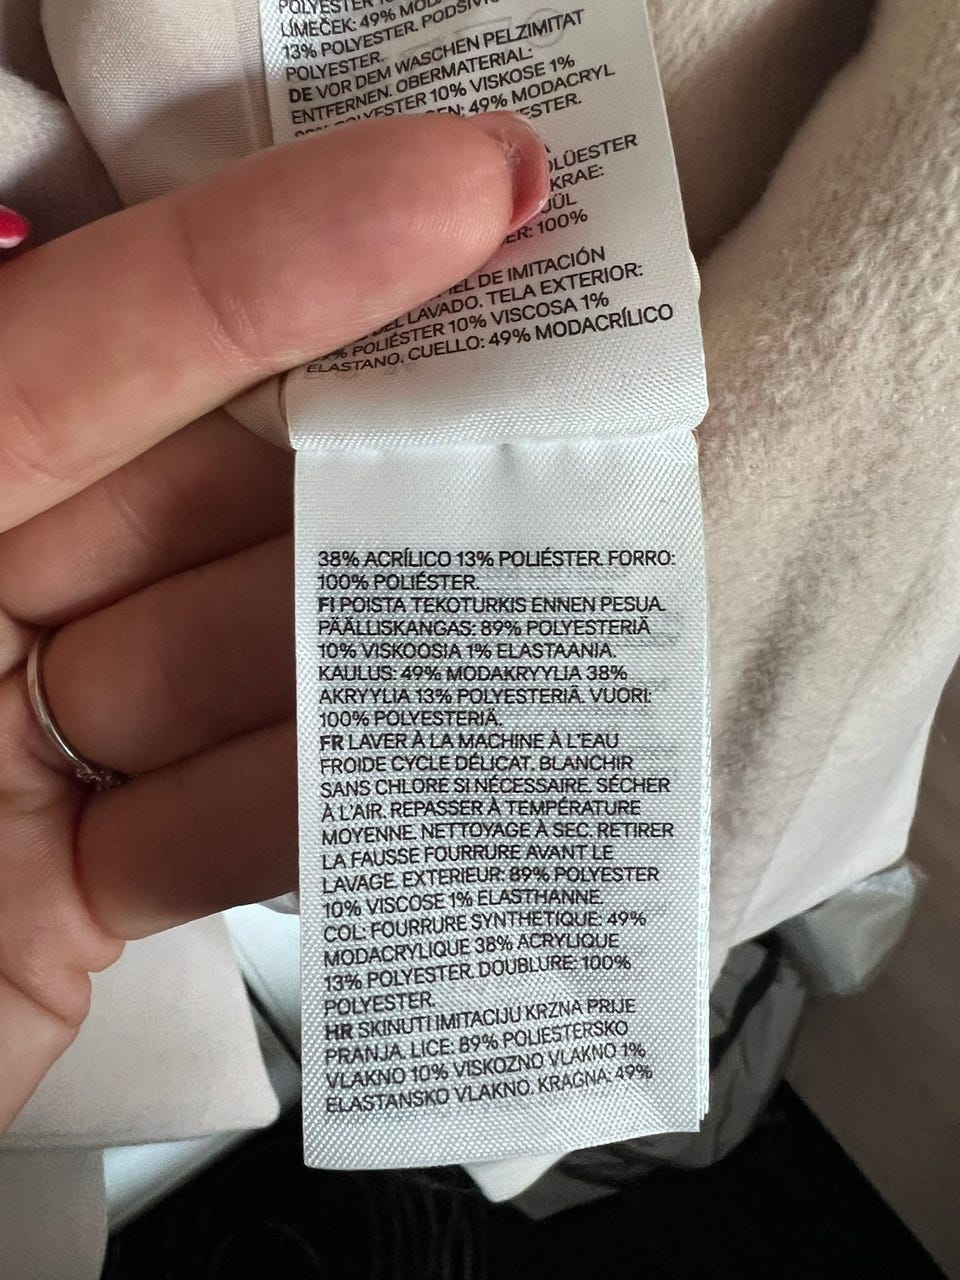 POLYESTER
LÍMEČEK: 49%
13% POLYESTER.
POLYESTER.
DE VOR DEM WASCHEN PELZIMITAT
ENTFERNEN. OBERMATERIAL:
POLYESTER 10% VISKOSE 1%
49% MODACRYL
KRAE:
100%
DE IMITACIÓN
DEL LAVADO. TELA EXTERIOR:
POLIÉSTER 10% VISCOSA 1%
ELASTANO. CUELLO: 49% MODACRÍLICO
38% ACRÍLICO 13% POLIÉSTER. FORRO:
100% POLIÉSTER.
FI POISTA TEKOTURKIS ENNEN PESUA.
PÄÄLLISKANGAS: 89% POLYESTERIÄ
10% VISKOOSIA 1% ELASTAANIA.
KAULUS: 49% MODAKRYYLIA 38%
AKRYYLIA 13% POLYESTERIÄ. VUORI:
100% POLYESTERIÄ.
FR LAVER À LA MACHINE À L'EAU
FROIDE CYCLE DÉLICAT. BLANCHIR
SANS CHLORE SI NÉCESSAIRE. SÉCHER
À L'AIR. REPASSER À TEMPÉRATURE
MOYENNE. NETTOYAGE À SEC. RETIRER
LA FAUSSE FOURRURE AVANT LE
LAVAGE. EXTERIEUR: 89% POLYESTER
10% VISCOSE 1% ELASTHANNE.
COL: FOURRURE SYNTHETIQUE: 49%
MODACRYLIQUE 38% ACRYLIQUE
13% POLYESTER. DOUBLURE: 100%
POLYESTER.
HR SKINUTI IMITACIJU KRZNA PRIJE
PRANJA. LICE: 89% POLIESTERSKO
VLAKNO 10% VISKOZNO VLAKNO 1%
ELASTANSKO VLAKNO. KRAGNA: 49%